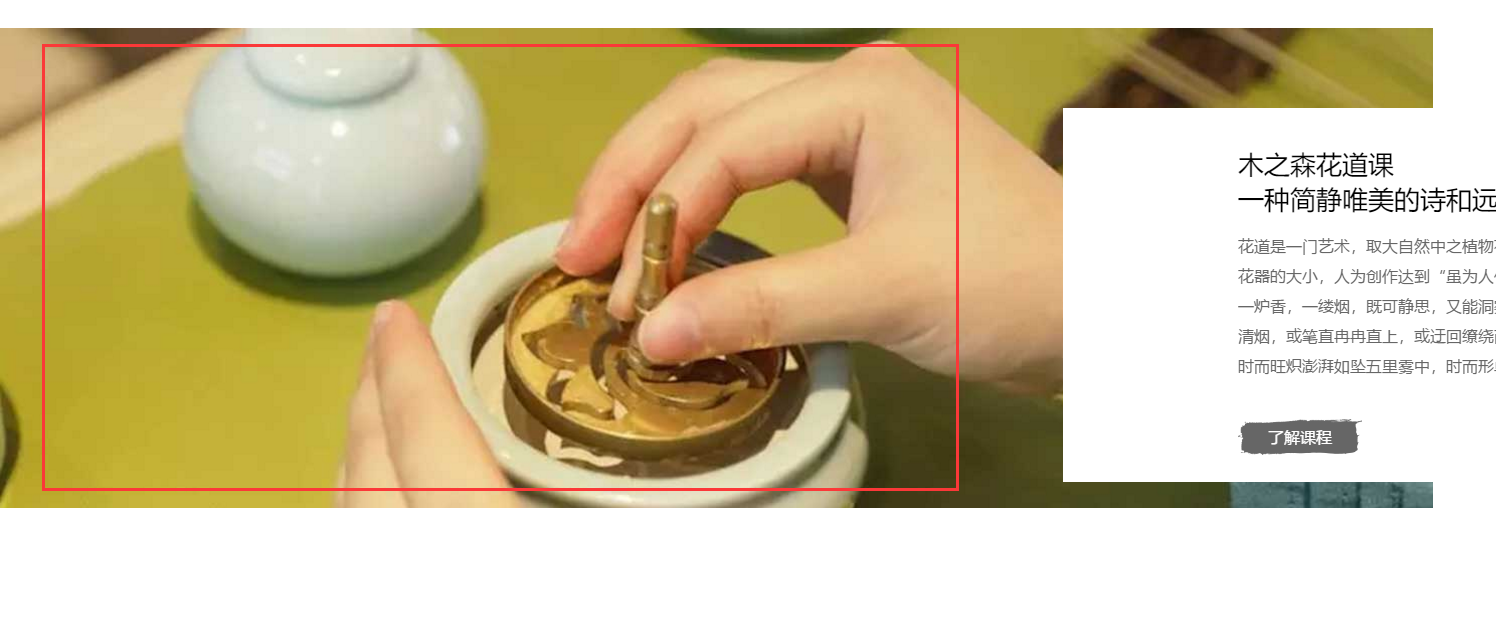 木之森花道课
一种简静唯美的诗和远
花道是一门艺术，取大自然中之植物
花器的大小，人为创作达到“虽为人
一炉香，一缕烟，既可静思，又能洞
清烟，或笔直冉冉直上，或迂回缭绕
时而旺炽澎湃如坠五里雾中，时而形
了解课程